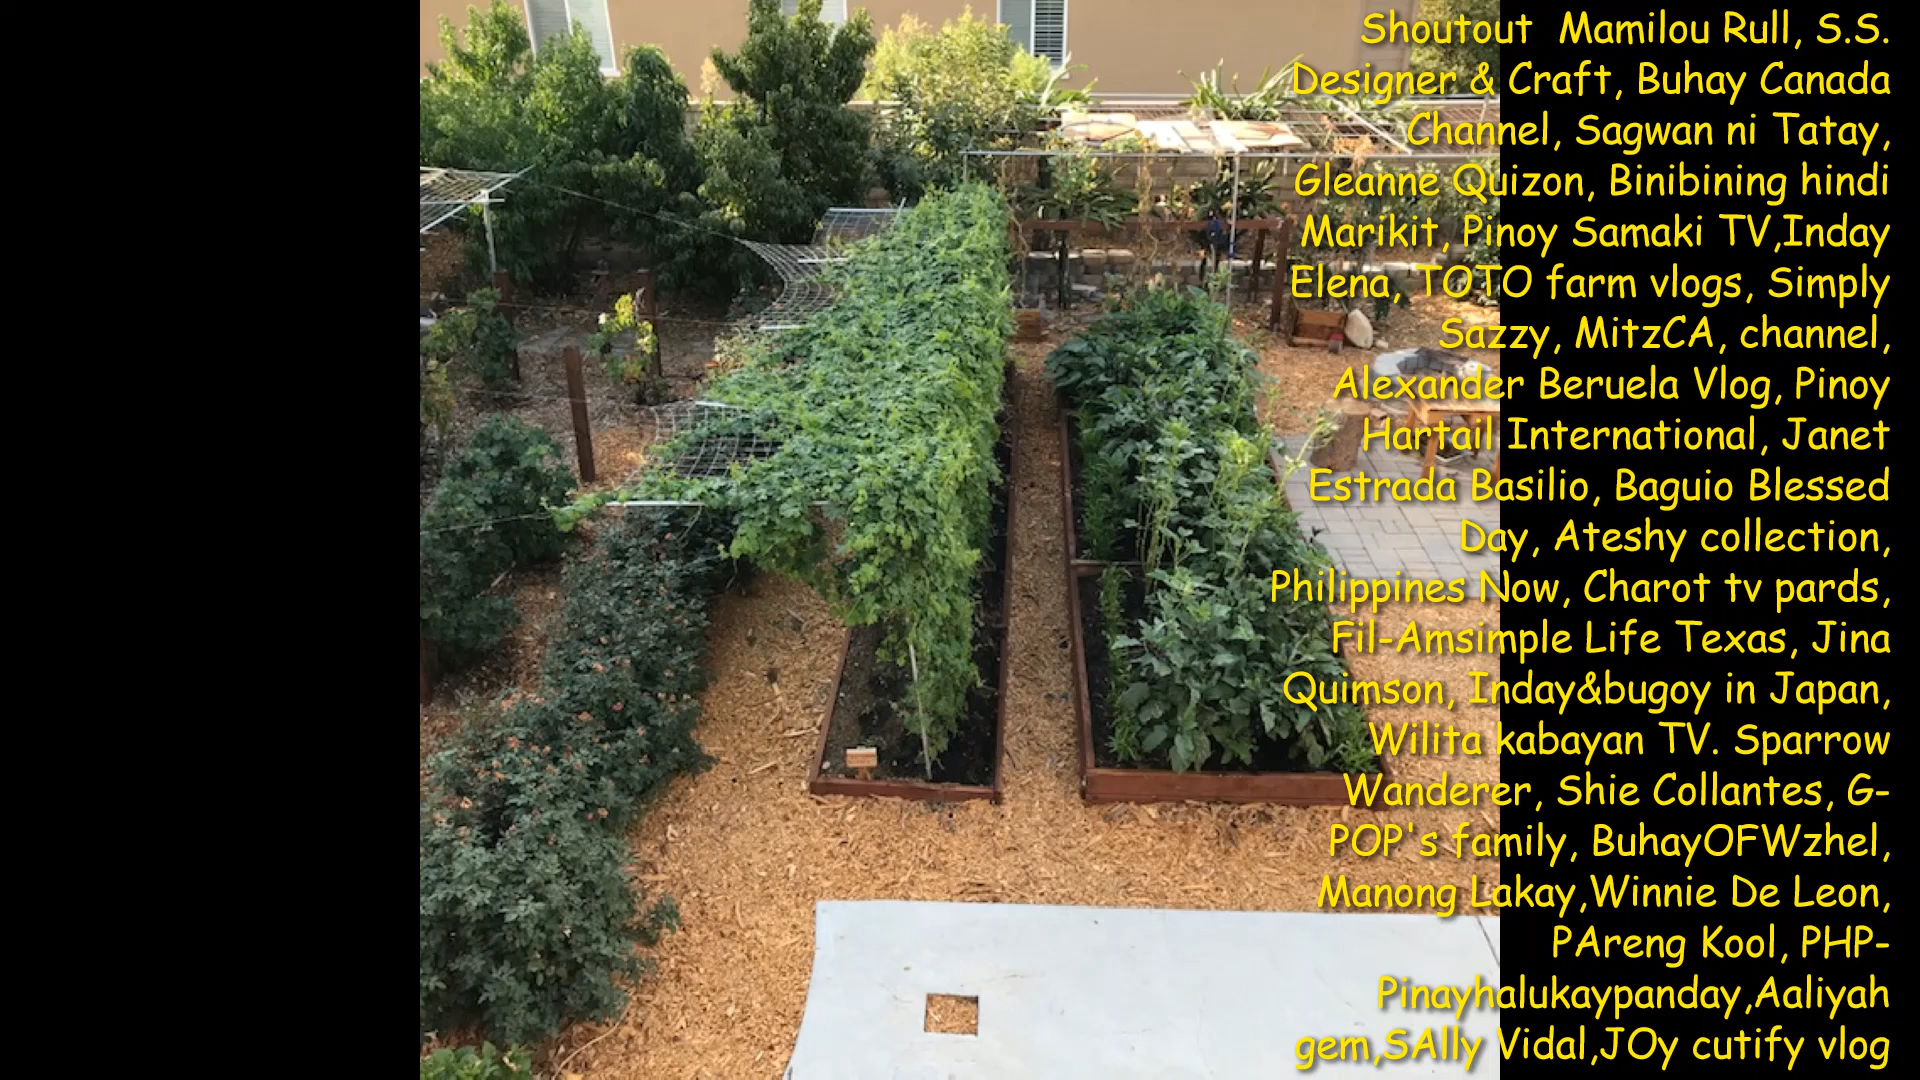 Shoutout  Mamilou Rull, S.S.
Designer & Craft, Buhay Canada
Channel, Sagwan ni Tatay,
Gleanne Quizon, Binibining hindi
Marikit, Pinoy Samaki TV,Inday
Elena, TOTO farm vlogs, Simply
Sazzy, MitzCA, channel,
Alexander Beruela Vlog, Pinoy
Hartail International, Janet
Estrada Basilio, Baguio Blessed
Day, Ateshy collection,
Philippines Now, Charot tv pards,
Fil-Amsimple Life Texas, Jina
Quimson, Inday&bugoy in Japan,
Wilita kabayan TV. Sparrow
Wanderer, Shie Collantes, G-
POP's family, BuhayOFWzhel,
Manong Lakay,Winnie De Leon,
PAreng Kool, PHP-
Pinayhalukaypanday,Aaliyah
gem,SAlly Vidal,JOy cutify vlog